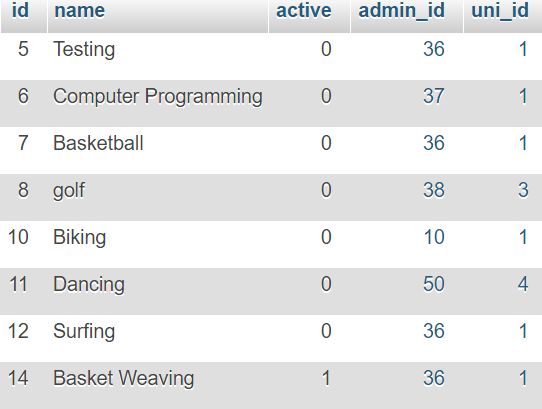 id name active admin_id uni_id
5 Testing 0 36 1
6 Computer Programming 0 37 1
7 Basketball 0 36 1
8 golf 0 38 3
10 Biking 0 10 1
11 Dancing 0 50 4
12 Surfing 0 36 1
14 Basket Weaving 1 36 1